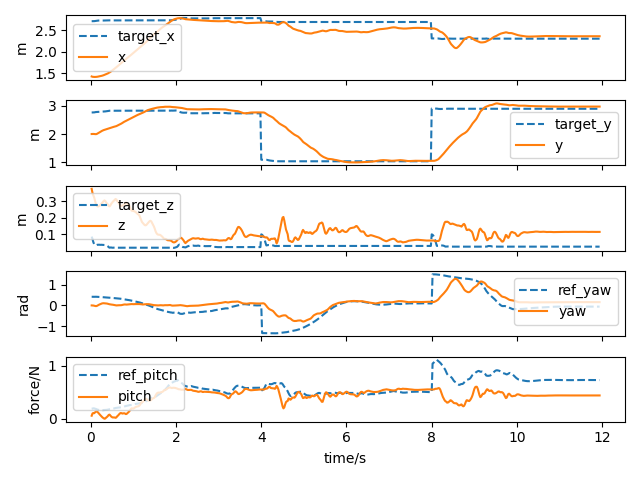 2.5
2.0
1.5
m
target_x
x
3
2
1
m
target_y
y
0.3
0.2
0.1
m
target_z
z
1
0
−1
rad
ref_yaw
yaw
1
0
force/N
ref_pitch
pitch
0 2 4 6 8 10 12
time/s